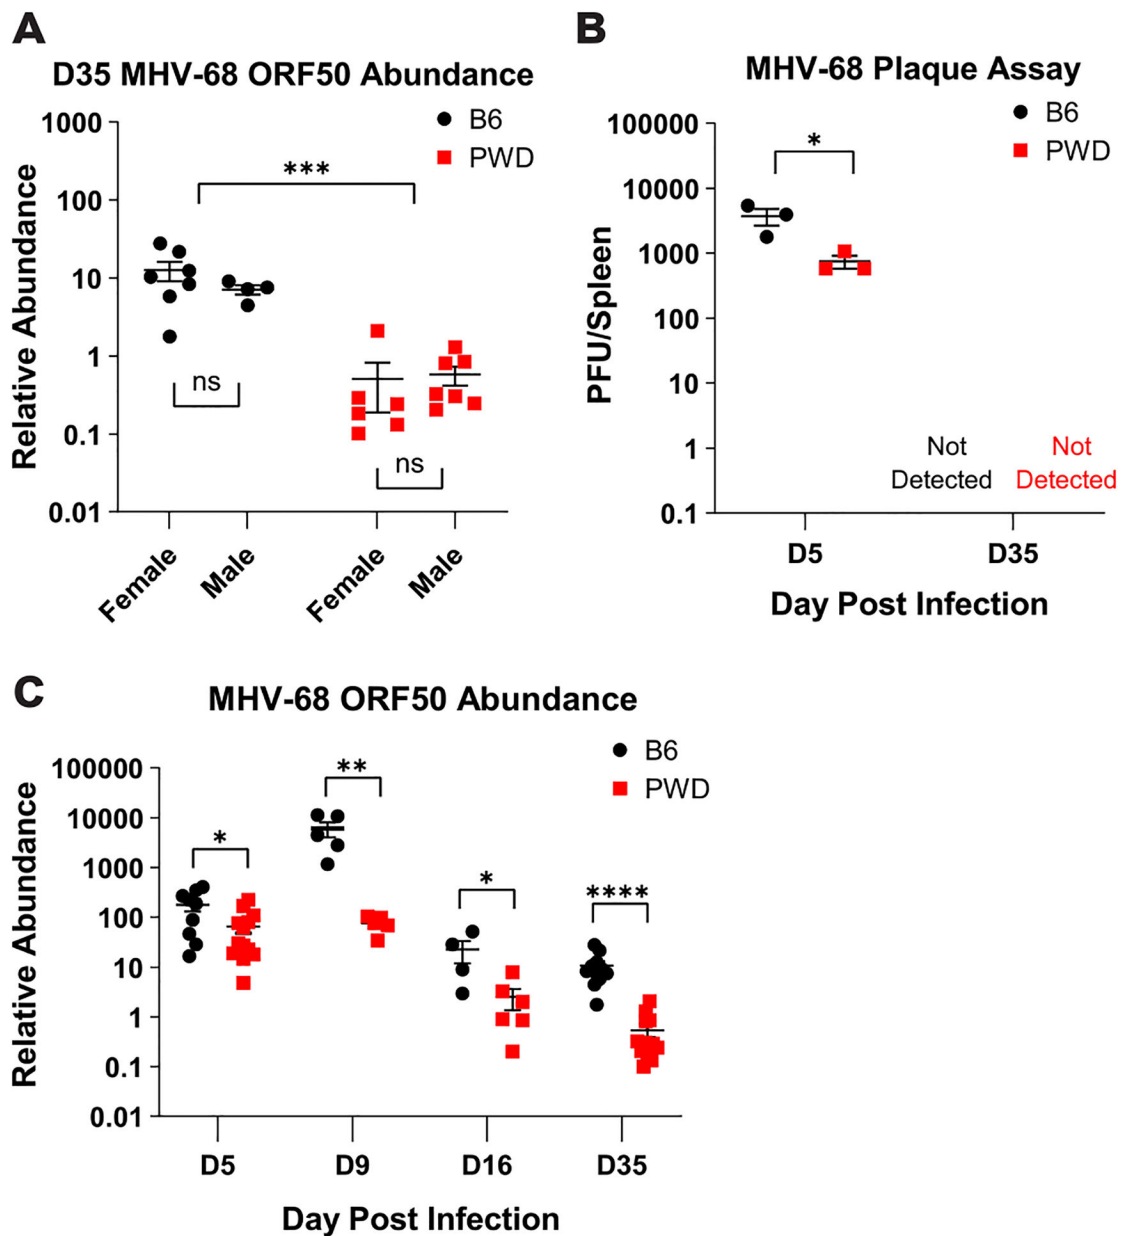 A
D35 MHV-68 ORF50 Abundance
B6
PWD
Relative Abundance
1000
100
10
1
0.1
0.01
***
ns
ns
Female
Male
Female
Male
B
MHV-68 Plaque Assay
B6
PWD
PFU/Spleen
100000
10000
1000
100
10
1
0.1
*
Not
Detected
Not
Detected
D5
D35
Day Post Infection
C
MHV-68 ORF50 Abundance
B6
PWD
Relative Abundance
100000
10000
1000
100
10
1
0.1
0.01
*
**
*
****
D5
D9
D16
D35
Day Post Infection